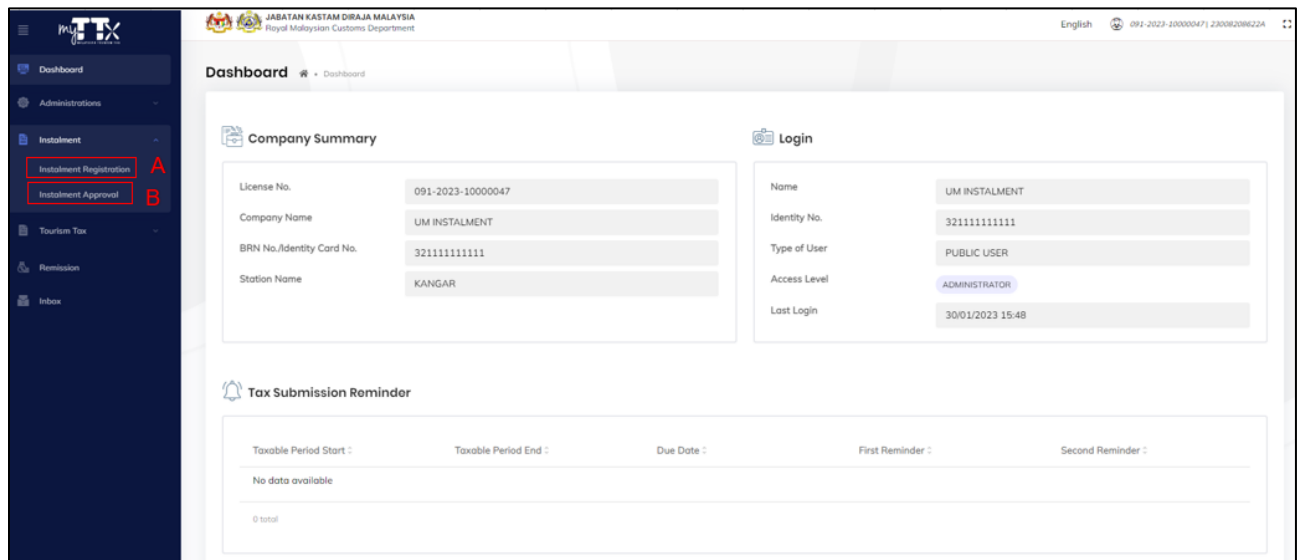 myTTX
MALAYSIA TOURISM TAX
JABATAN KASTAM DIRAJA MALAYSIA
Royal Malaysian Customs Department
English
091-2023-10000047| 23008208622A
Dashboard
Administrations
Instalment
Instalment Registration
A
Instalment Approval
B
Tourism Tax
Remission
Inbox
Dashboard
Dashboard
Company Summary
License No.
091-2023-10000047
Company Name
UM INSTALMENT
BRN No./Identity Card No.
321111111111
Station Name
KANGAR
Login
Name
UM INSTALMENT
Identity No.
321111111111
Type of User
PUBLIC USER
Access Level
ADMINISTRATOR
Last Login
30/01/2023 15:48
Tax Submission Reminder
Taxable Period Start
Taxable Period End
Due Date
First Reminder
Second Reminder
No data available
0 total